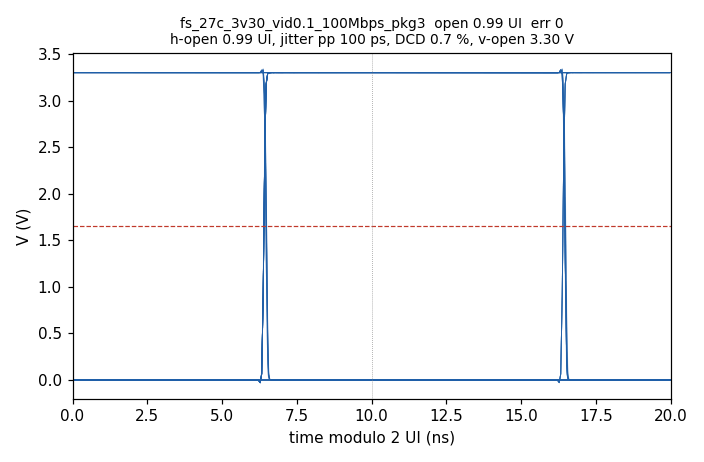 fs_27c_3v30_vid0.1_100Mbps_pkg3  open 0.99 UI  err 0
h-open 0.99 UI, jitter pp 100 ps, DCD 0.7 %, v-open 3.30 V
3.5
3.0
2.5
2.0
1.5
1.0
0.5
0.0
V (V)
0.0 2.5 5.0 7.5 10.0 12.5 15.0 17.5 20.0
time modulo 2 UI (ns)